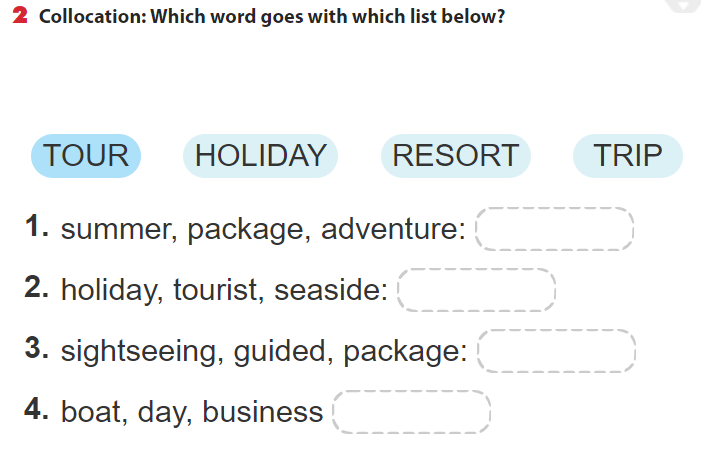 2 Collocation: Which word goes with which list below?
TOUR HOLIDAY RESORT TRIP
1. summer, package, adventure:
2. holiday, tourist, seaside:
3. sightseeing, guided, package:
4. boat, day, business